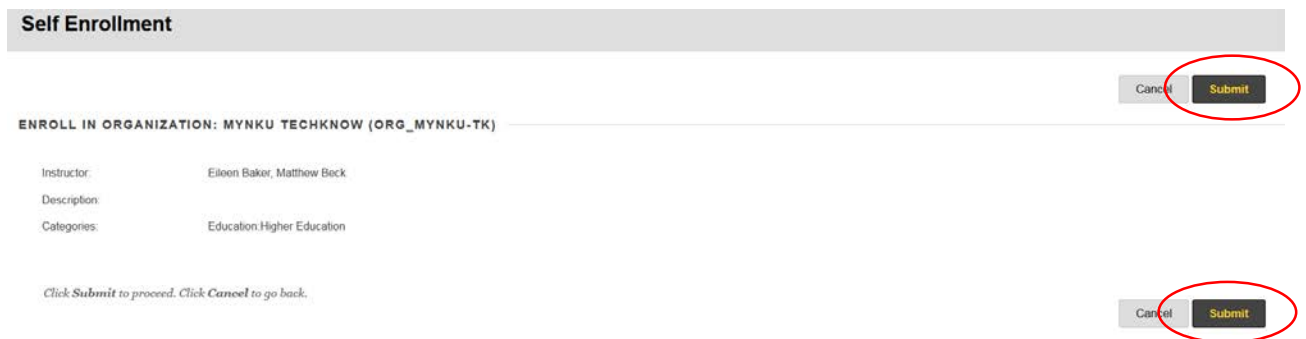 Self Enrollment
Cancel Submit
ENROLL IN ORGANIZATION: MYNKU TECHKNOW (ORG_MYNKU-TK)
Instructor: Eileen Baker, Matthew Beck
Description:
Categories: Education:Higher Education
Click Submit to proceed. Click Cancel to go back.
Cancel Submit